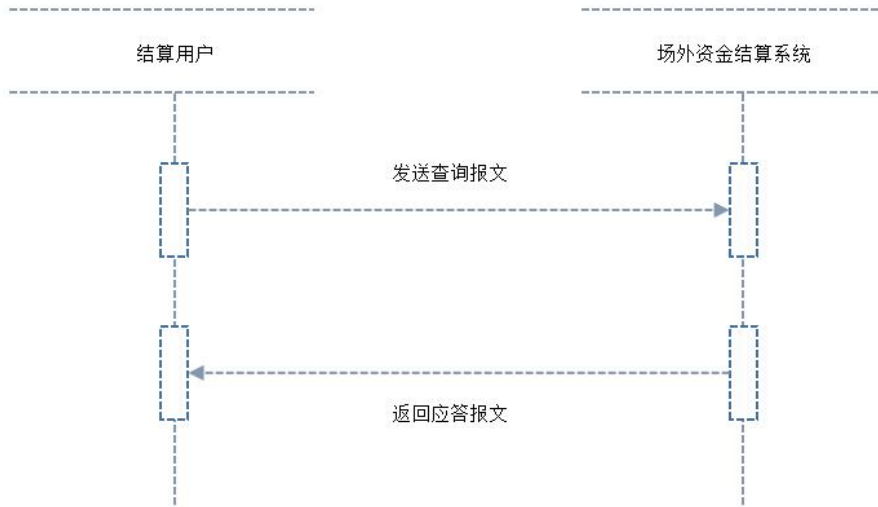 结算用户
场外资金结算系统
发送查询报文
返回应答报文